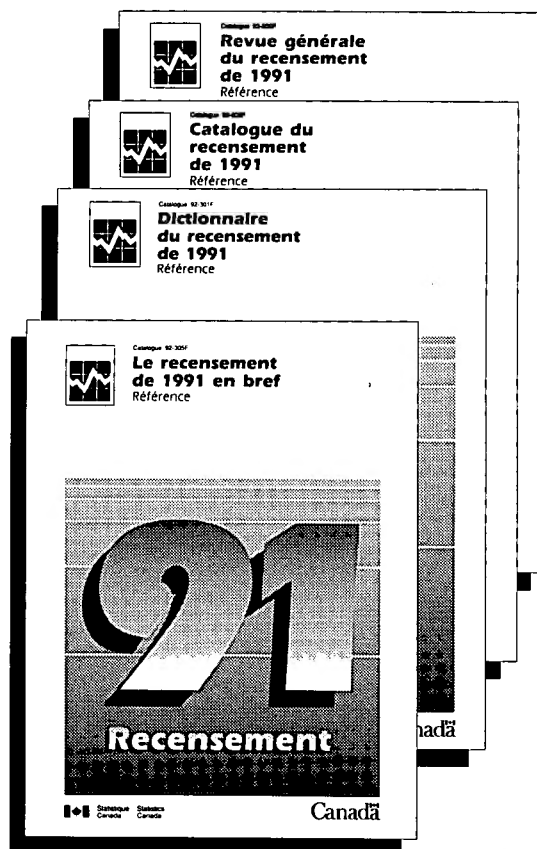 Revue générale
du recensement
de 1991
Référence
Catalogue du
recensement
de 1991
Référence
Catalogue 92-301F
Dictionnaire
du recensement
de 1991
Référence
Catalogue 92-305F
Le recensement
de 1991 en bref
Référence
91
Recensement
nadä
Statistique Statistics
Canada Canada
Canadä